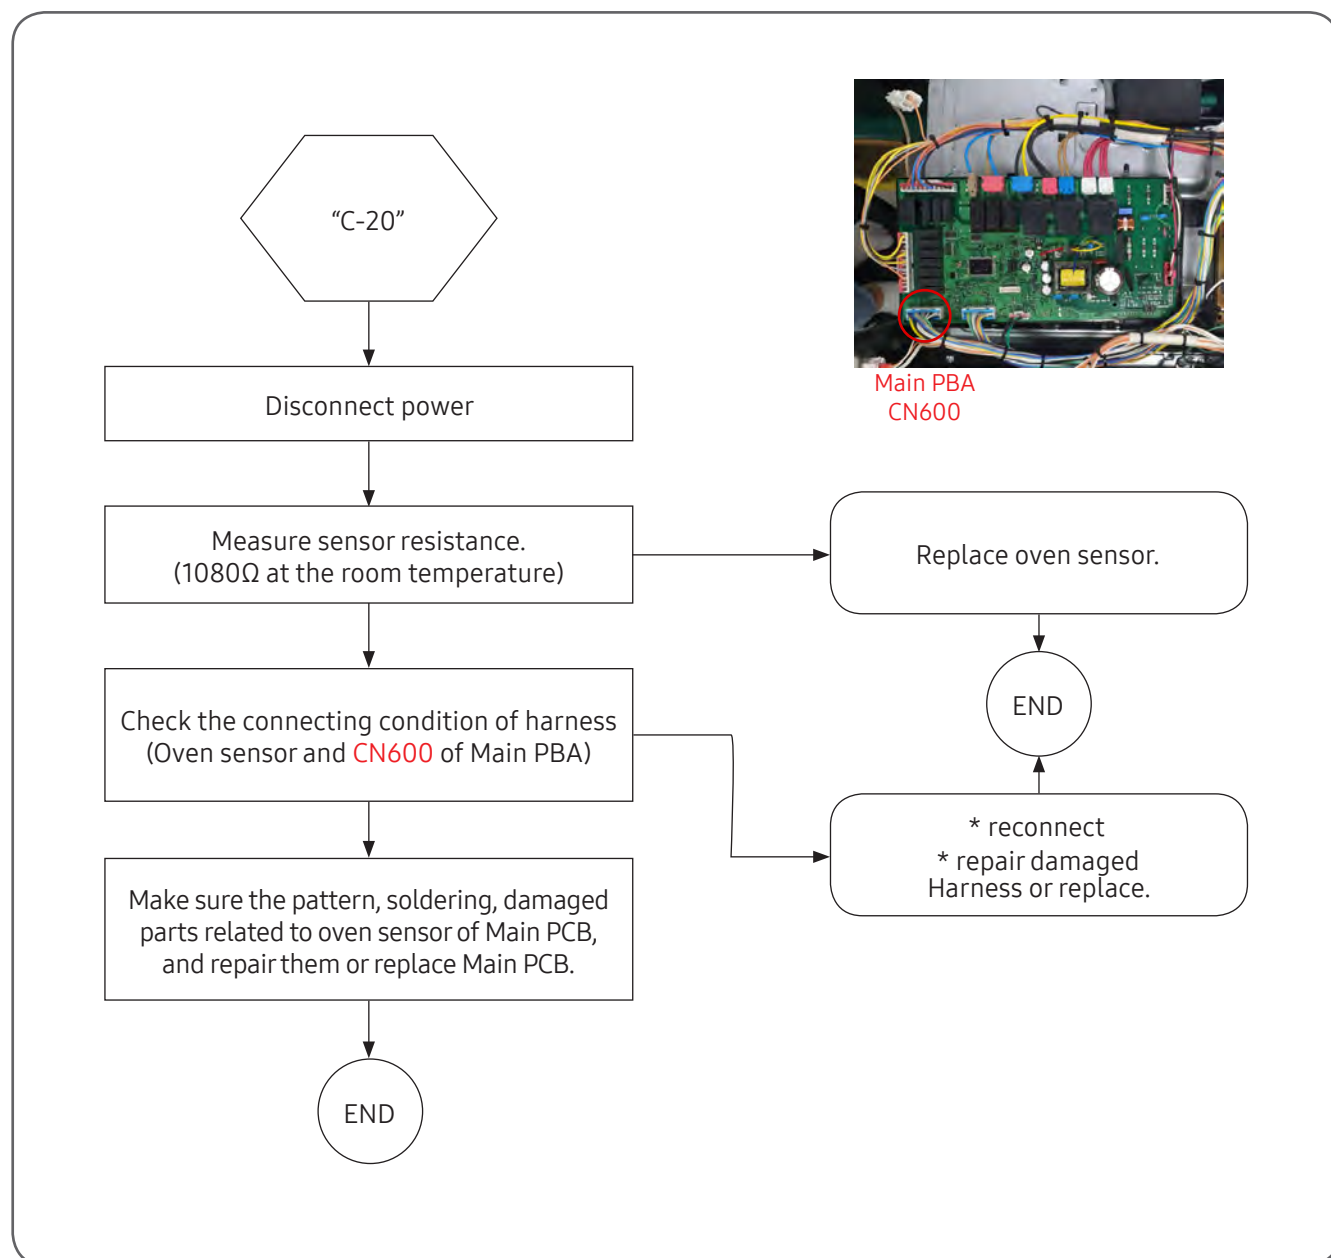 “C-20”
Main PBA
CN600
Disconnect power
Measure sensor resistance.
(1080Ω at the room temperature)
Replace oven sensor.
Check the connecting condition of harness
(Oven sensor and CN600 of Main PBA)
END
* reconnect
* repair damaged
Harness or replace.
Make sure the pattern, soldering, damaged
parts related to oven sensor of Main PCB,
and repair them or replace Main PCB.
END